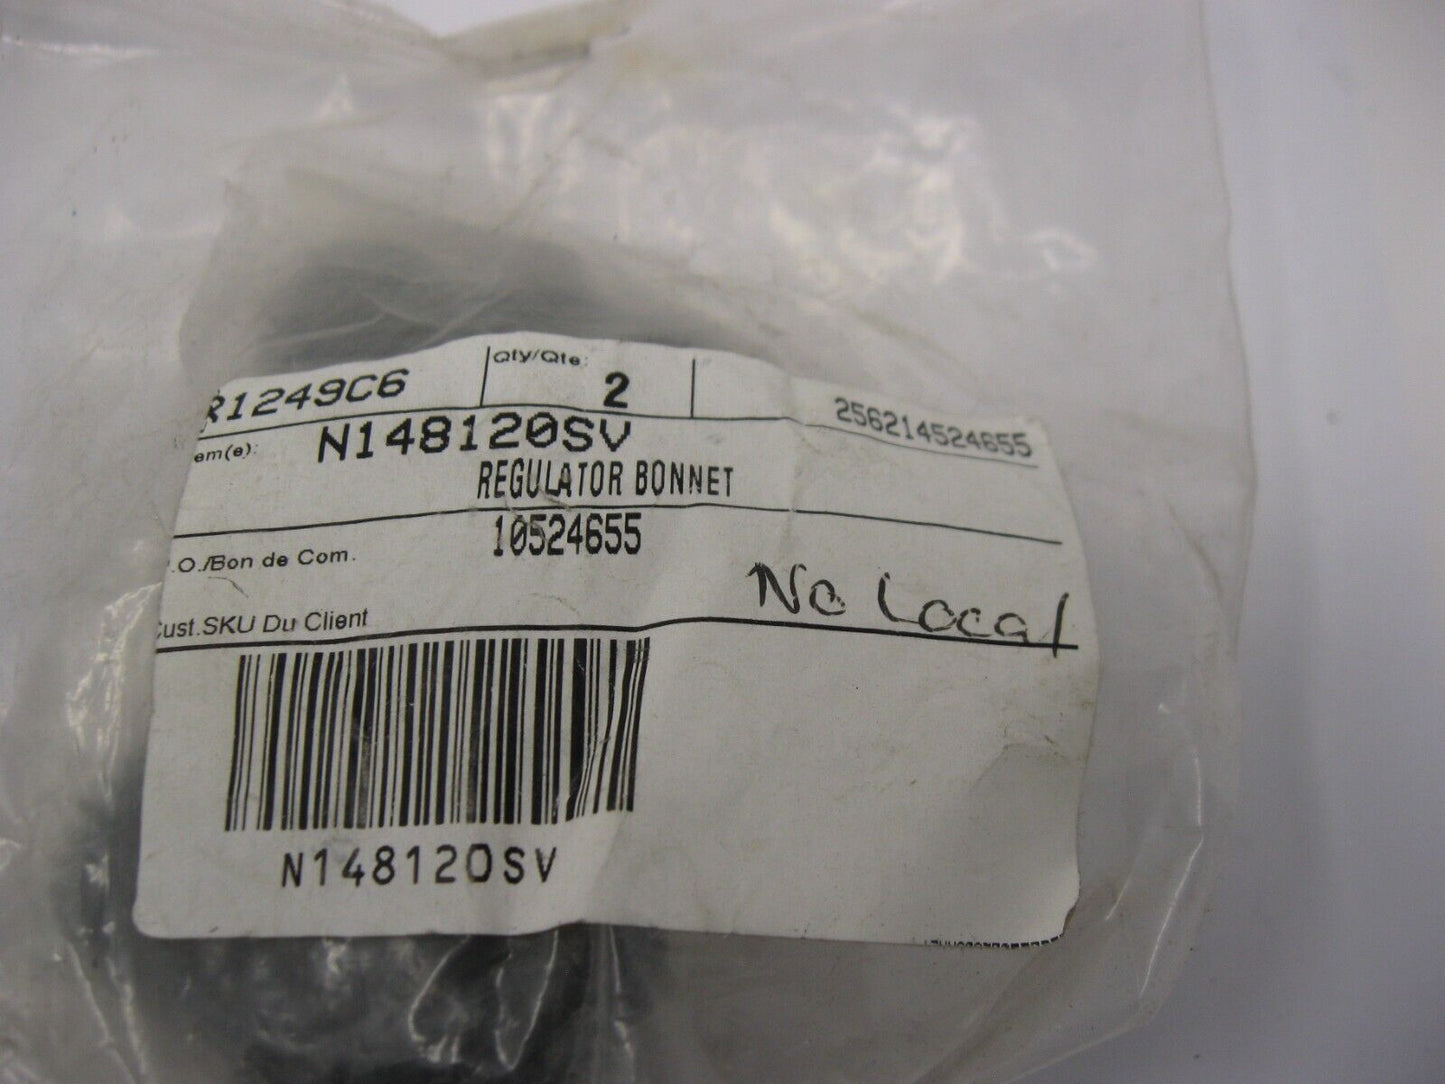 R1249C6
Qty/Qte:
2
256214524655
em(e):
N148120SV
REGULATOR BONNET
10524655
.O./Bon de Com.
ust.SKU Du Client
No Local
N148120SV